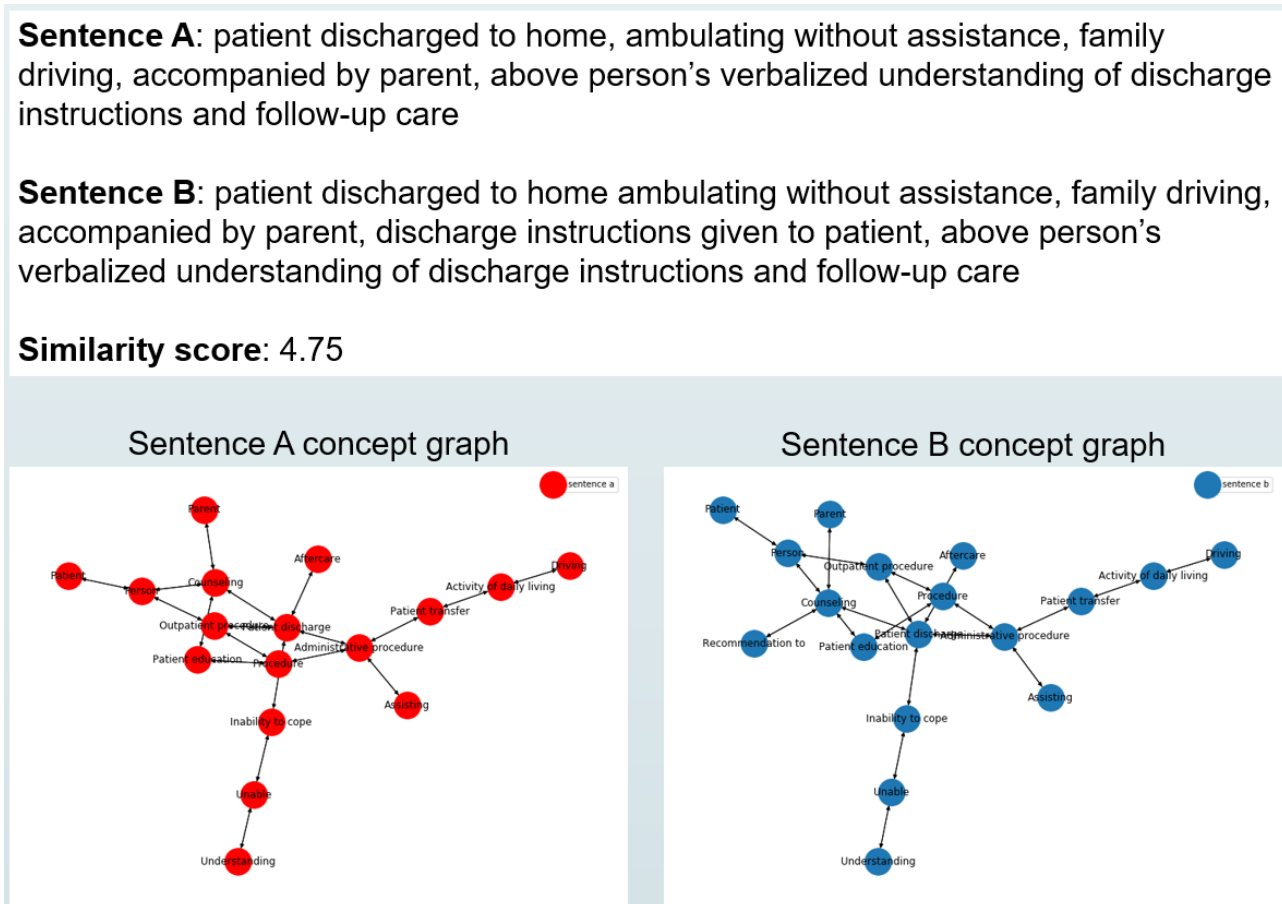 Sentence A: patient discharged to home, ambulating without assistance, family
driving, accompanied by parent, above person’s verbalized understanding of discharge
instructions and follow-up care
Sentence B: patient discharged to home ambulating without assistance, family driving,
accompanied by parent, discharge instructions given to patient, above person’s
verbalized understanding of discharge instructions and follow-up care
Similarity score: 4.75
Sentence A concept graph
sentence a
Parent
Aftercare
Driving
Patient
Counseling
Activity of daily living
Person
Patient transfer
Outpatient procedure
Patient discharge
Administrative procedure
Patient education
Procedure
Assisting
Inability to cope
Unable
Understanding
Sentence B concept graph
sentence b
Patient
Parent
Person
Aftercare
Driving
Outpatient procedure
Activity of daily living
Procedure
Counseling
Patient transfer
Patient discharge
Administrative procedure
Recommendation to
Patient education
Assisting
Inability to cope
Unable
Understanding